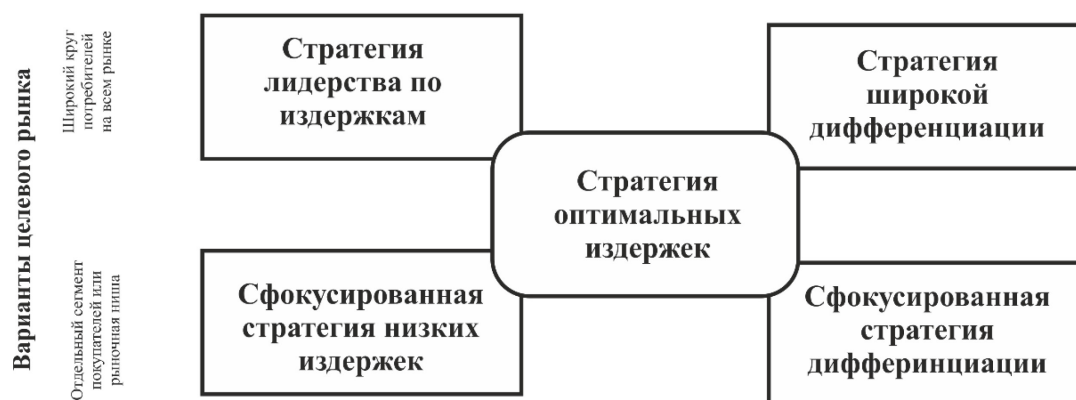 Варианты целевого рынка
Широкий круг
потребителей
на всем рынке
Стратегия
лидерства по
издержкам
Стратегия
широкой
дифференциации
Стратегия
оптимальных
издержек
Отдельный сегмент
покупателей или
рыночная ниша
Сфокусированная
стратегия низких
издержек
Сфокусированная
стратегия
дифферинциации